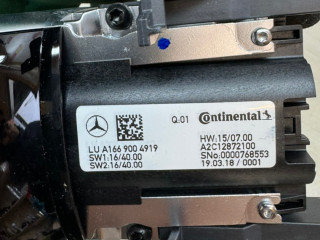 Q:01 Continental
LU A166 900 4919
SW1:16/40.00
SW2:16/40.00
HW:15/07.00
A2C12872100
SNo:0000768553
19.03.18 / 0001